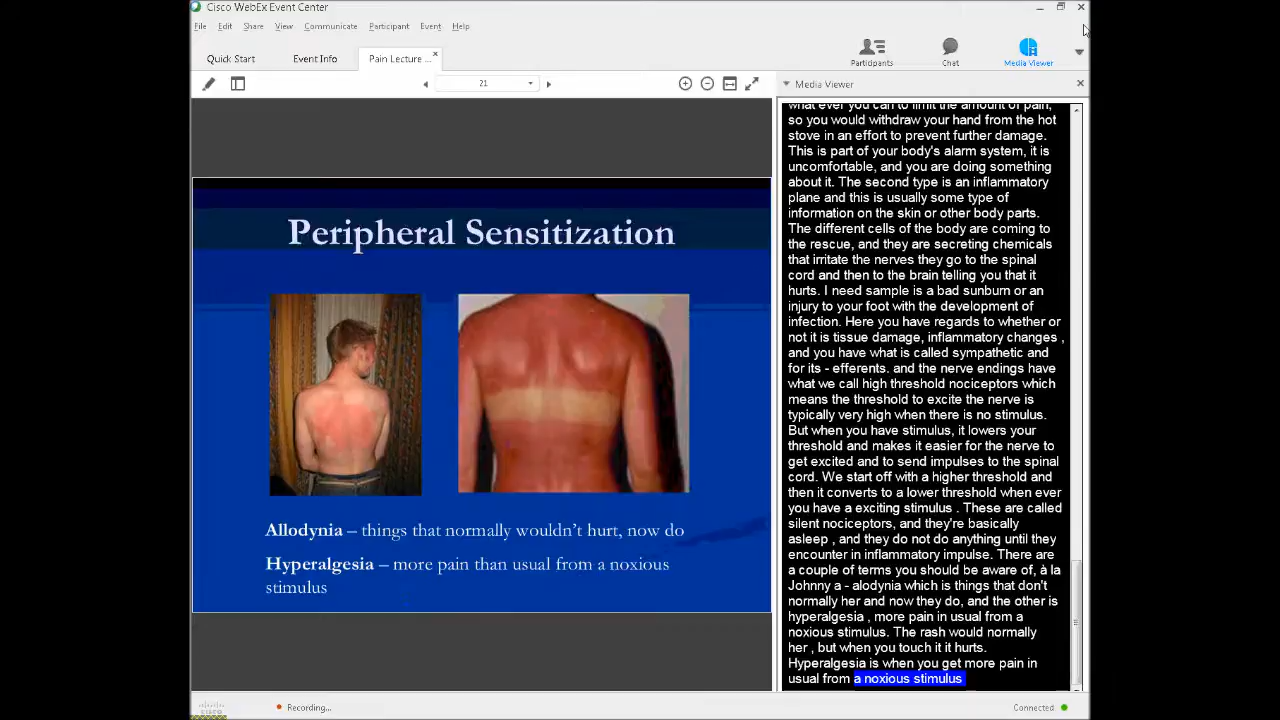 Cisco WebEx Event Center
File Edit Share View Communicate Participant Event Help
Quick Start Event Info Pain Lecture ...
Participants Chat Media Viewer
21
Media Viewer
Peripheral Sensitization
Allodynia – things that normally wouldn't hurt, now do
Hyperalgesia – more pain than usual from a noxious
stimulus
what ever you can to limit the amount of pain,
so you would withdraw your hand from the hot
stove in an effort to prevent further damage.
This is part of your body's alarm system, it is
uncomfortable, and you are doing something
about it. The second type is an inflammatory
plane and this is usually some type of
information on the skin or other body parts.
The different cells of the body are coming to
the rescue, and they are secreting chemicals
that irritate the nerves they go to the spinal
cord and then to the brain telling you that it
hurts. I need sample is a bad sunburn or an
injury to your foot with the development of
infection. Here you have regards to whether or
not it is tissue damage, inflammatory changes ,
and you have what is called sympathetic and
for its - efferents. and the nerve endings have
what we call high threshold nociceptors which
means the threshold to excite the nerve is
typically very high when there is no stimulus.
But when you have stimulus, it lowers your
threshold and makes it easier for the nerve to
get excited and to send impulses to the spinal
cord. We start off with a higher threshold and
then it converts to a lower threshold when ever
you have a exciting stimulus . These are called
silent nociceptors, and they're basically
asleep , and they do not do anything until they
encounter in inflammatory impulse. There are
a couple of terms you should be aware of, à la
Johnny a - alodynia which is things that don't
normally her and now they do, and the other is
hyperalgesia , more pain in usual from a
noxious stimulus. The rash would normally
her , but when you touch it it hurts.
Hyperalgesia is when you get more pain in
usual from a noxious stimulus
Recording...
Connected